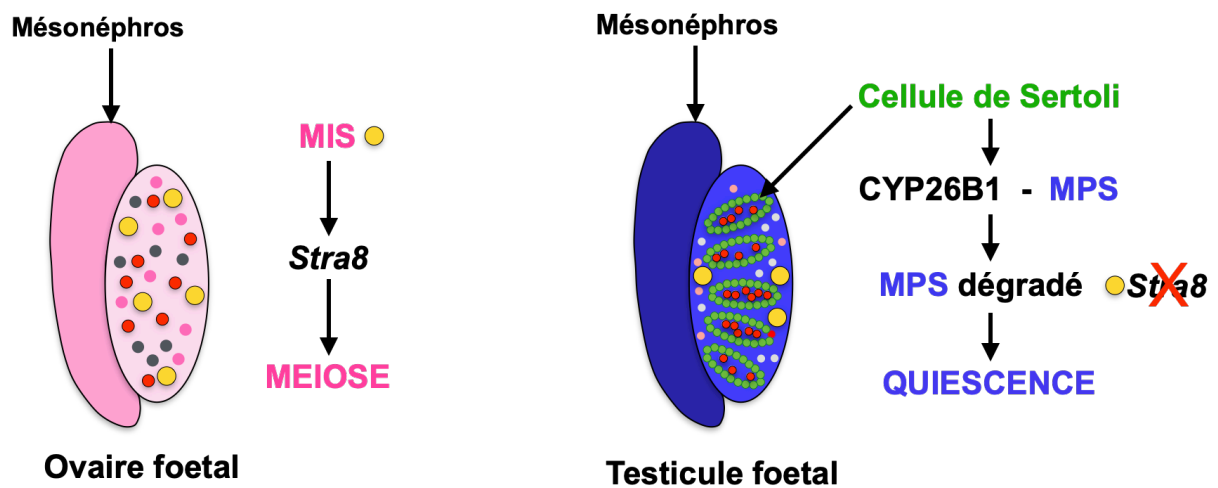 Mésonéphros
MIS
Stra8
MEIOSE
Ovaire foetal
Mésonéphros
Cellule de Sertoli
CYP26B1 - MPS
MPS dégradé Stra8
QUIESCENCE
Testicule foetal